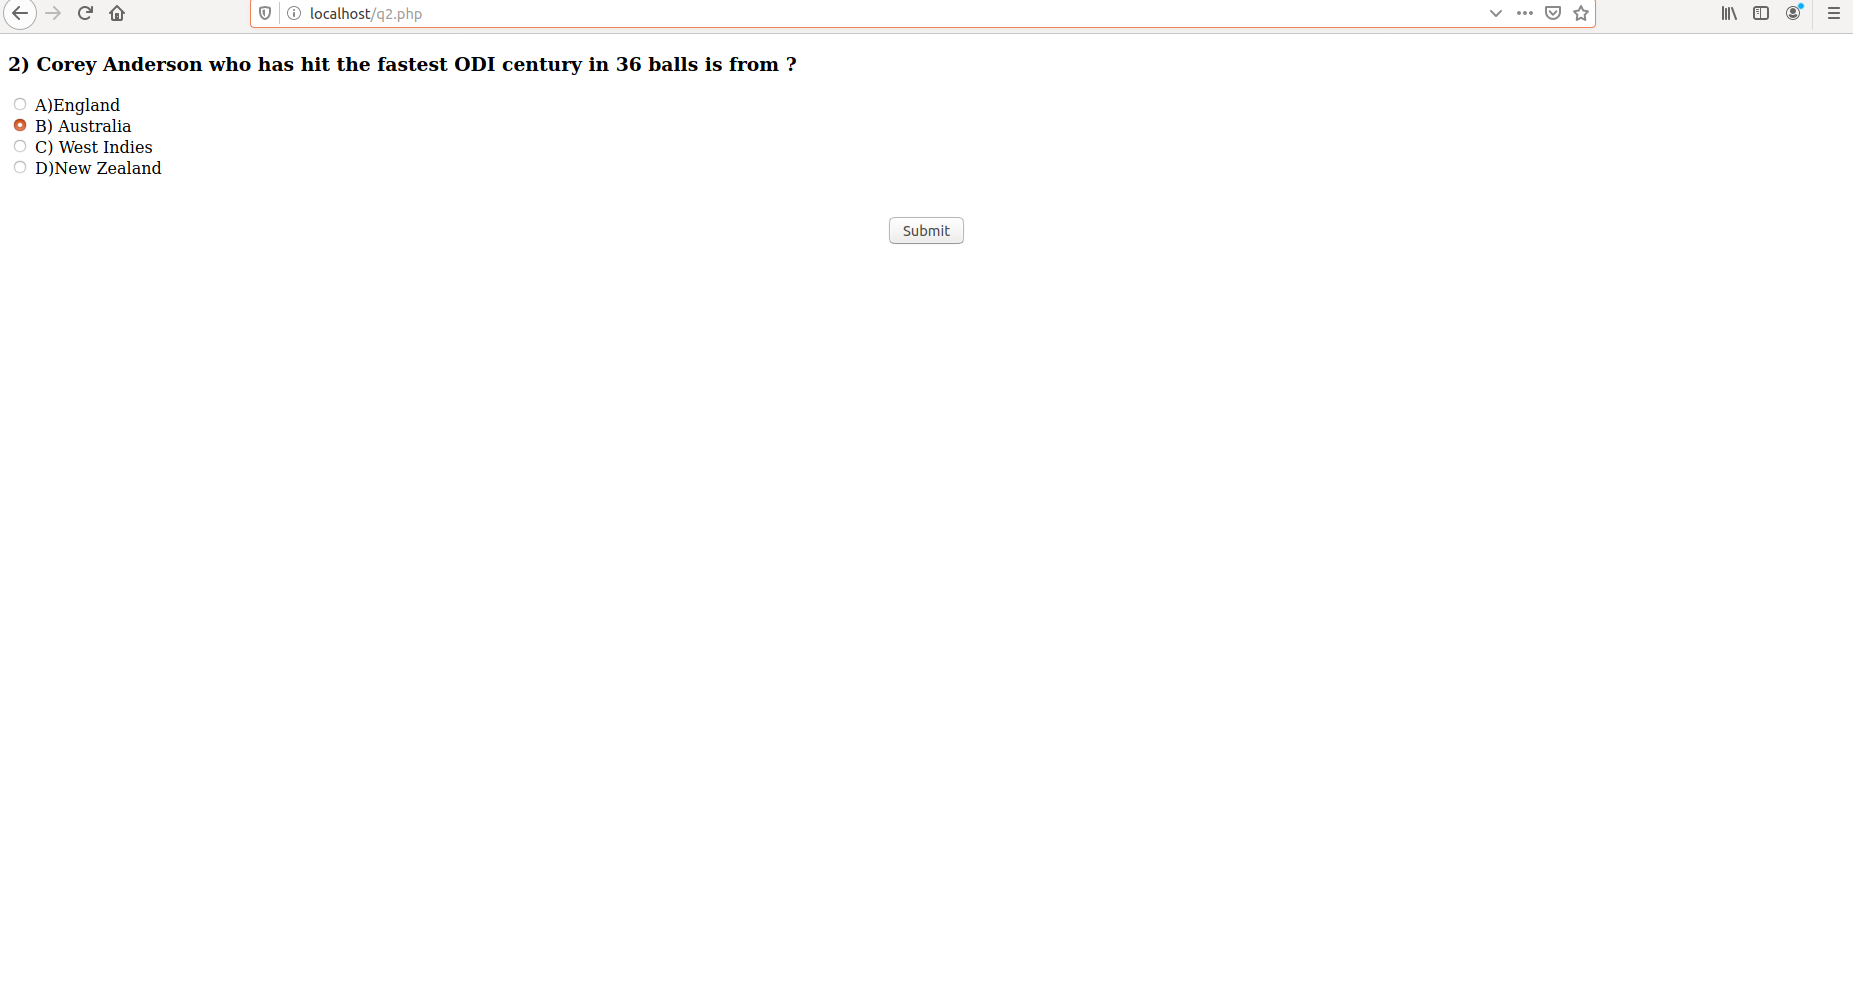 localhost/q2.php
2) Corey Anderson who has hit the fastest ODI century in 36 balls is from ?
A)England
B) Australia
C) West Indies
D)New Zealand
Submit